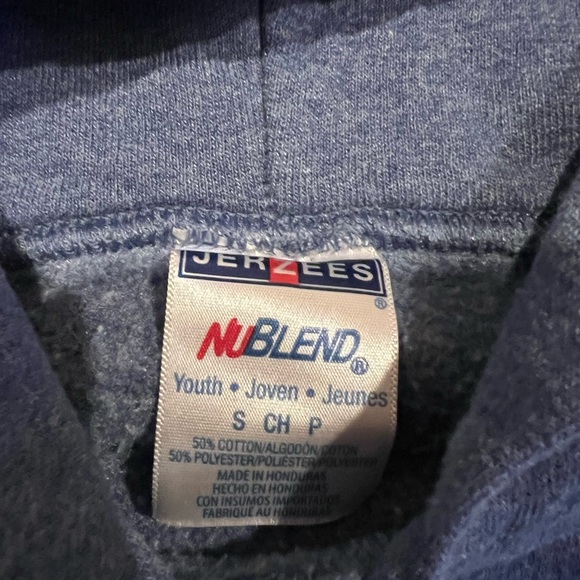 JERZEES
®
NUBLEND®
Youth • Joven • Jeunes
S CH P
50% COTTON/ALGODÓN/COTON
50% POLYESTER/POLIÉSTER/POLYESTER
MADE IN HONDURAS
HECHO EN HONDURAS
CON INSUMOS IMPORTADOS
FABRIQUÉ AU HONDURAS